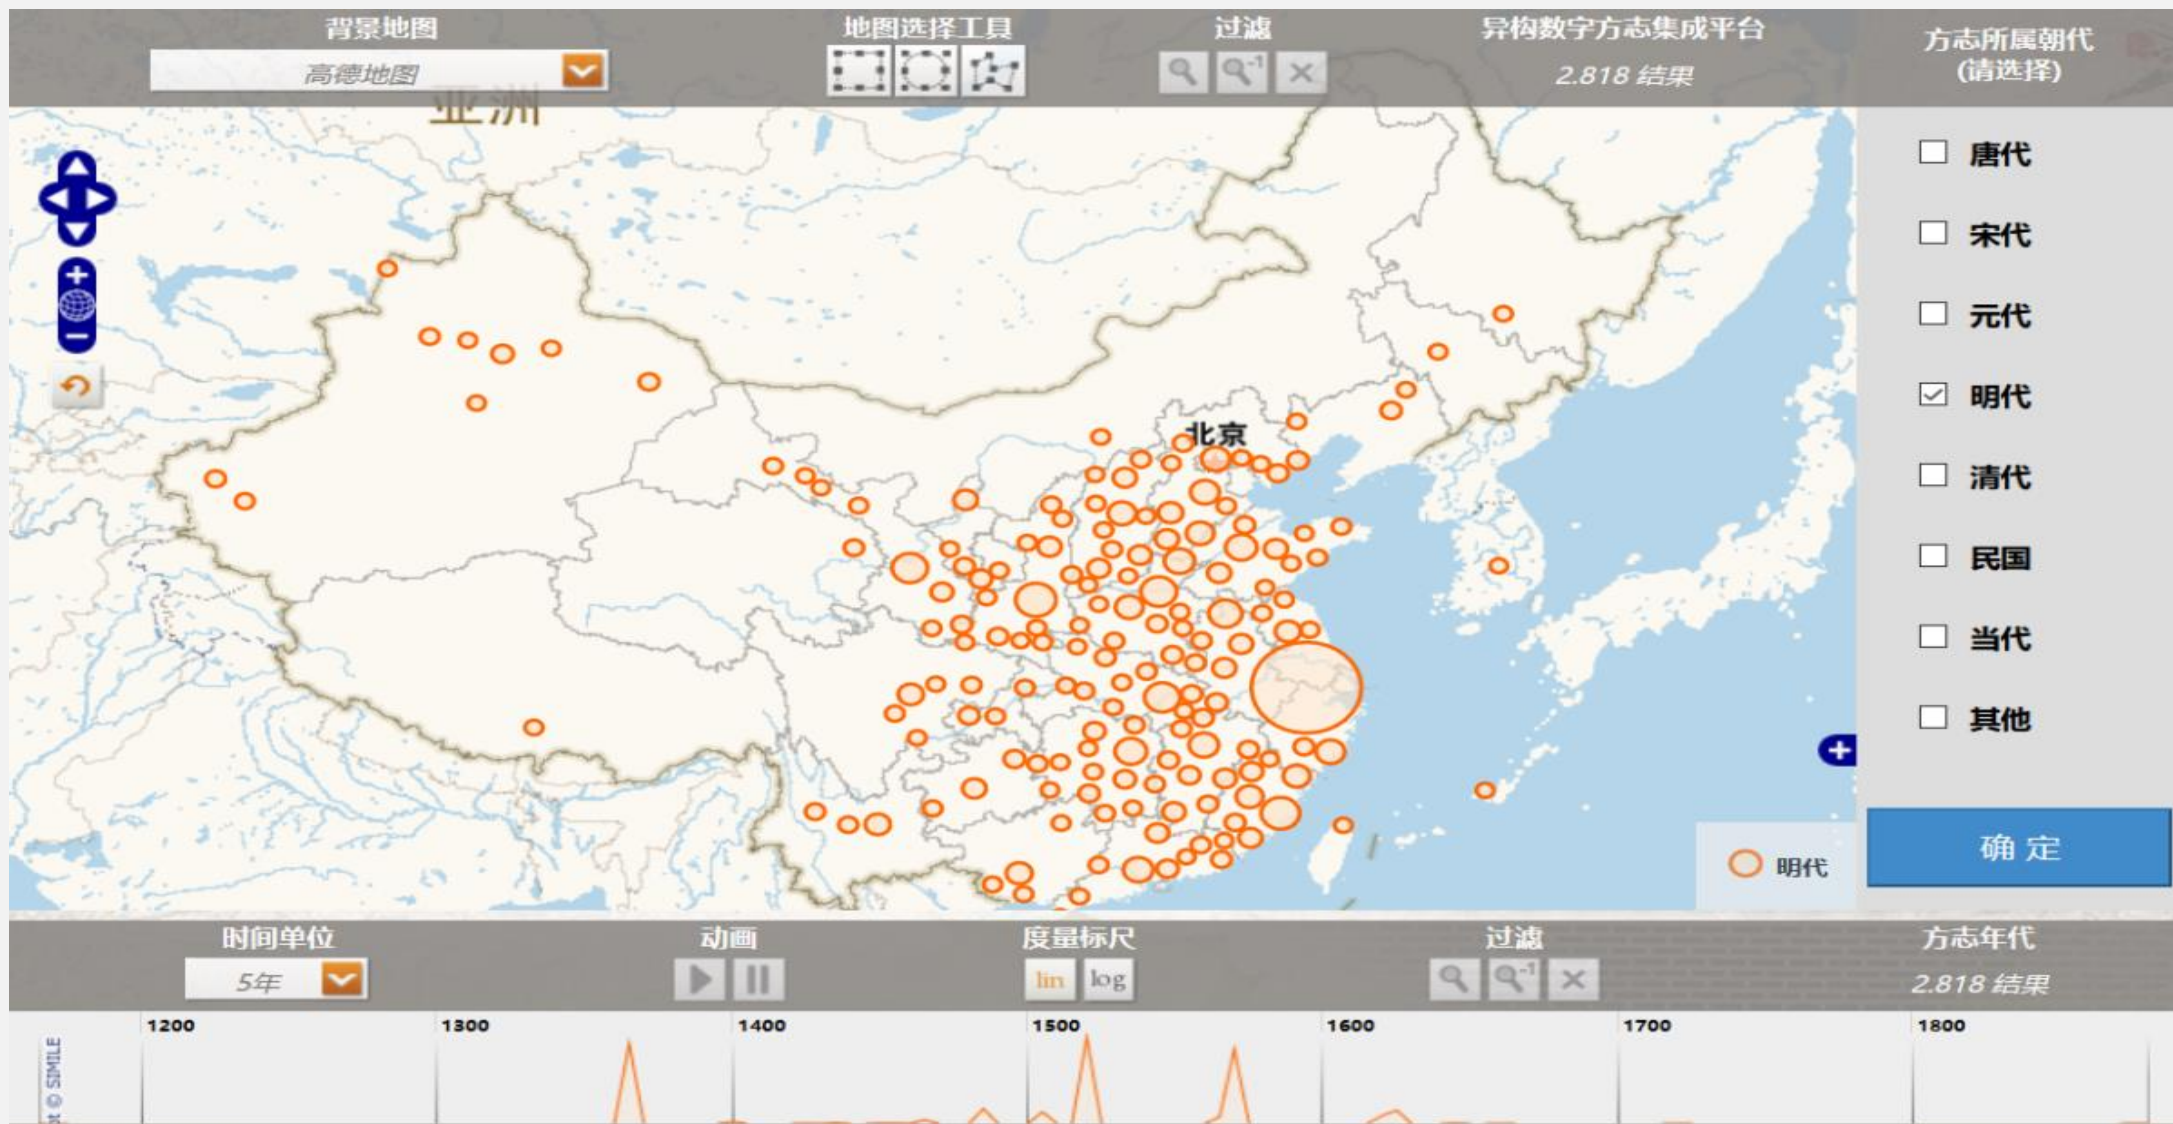 背景地图
高德地图
地图选择工具
过滤
-1
异构数字方志集成平台
2.818 结果
方志所属朝代
(请选择)
亚洲
北京
唐代
宋代
元代
明代
清代
民国
当代
其他
确 定
明代
时间单位
5年
动画
度量标尺
lin
log
过滤
-1
方志年代
2.818 结果
1200
1300
1400
1500
1600
1700
1800
© SIMILE